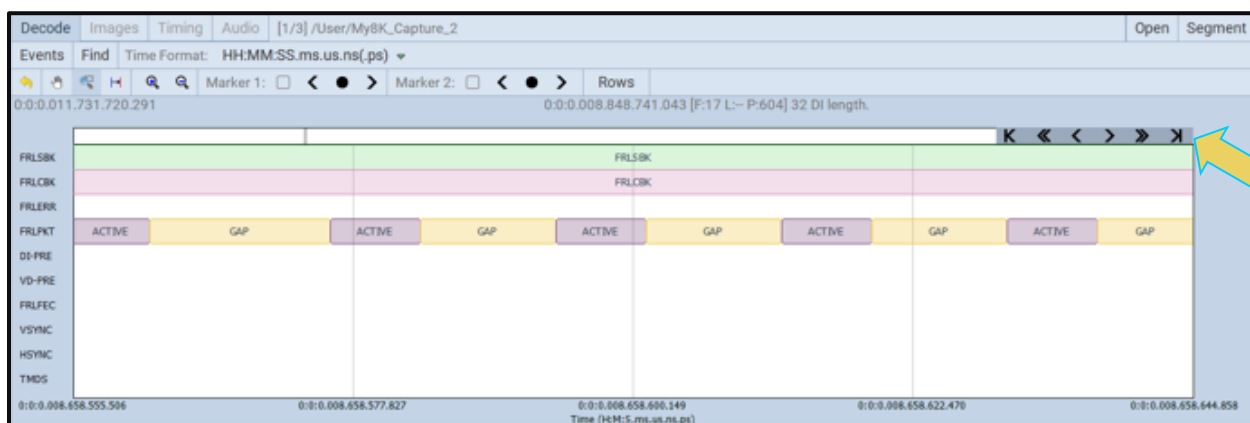 Decode Images Timing Audio [1/3] /User/My8K_Capture_2 Open Segment
Events Find Time Format: HH:MM:SS.ms.us.ns(.ps)
Marker 1: Marker 2: Rows
0:0:0.011.731.720.291 0:0:0.008.848.741.043 [F:17 L:-- P:604] 32 DI length.
FRLSBK FRLSBK
FRLCBK FRLCBK
FRLERR
FRLPKT ACTIVE GAP ACTIVE GAP ACTIVE GAP ACTIVE GAP ACTIVE GAP
DI-PRE
VD-PRE
FRLFEC
VSYNC
HSYNC
TMDS
0:0:0.008.658.555.506 0:0:0.008.658.577.827 0:0:0.008.658.600.149 0:0:0.008.658.622.470 0:0:0.008.658.644.858
Time (H:M:S.ms.us.ns.ps)